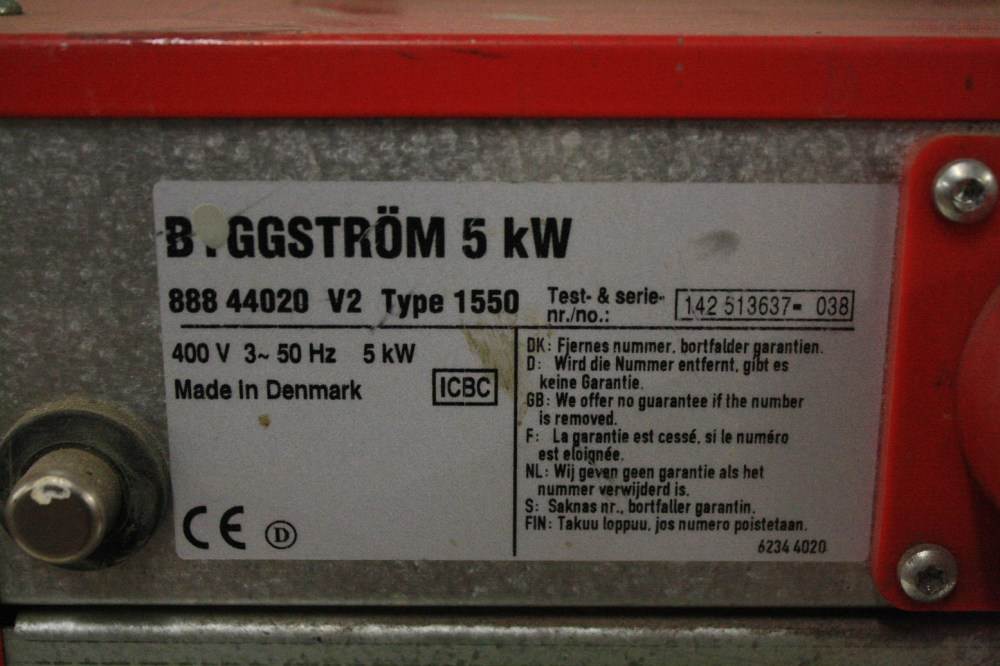 BYGGSTRÖM 5 kW
888 44020 V2 Type 1550
Test- & serie-
nr./no.:
142 513637- 038
400 V 3~ 50 Hz 5 kW
Made In Denmark
ICBC
CE D
DK: Fjernes nummer, bortfalder garantien.
D: Wird die Nummer entfernt, gibt es
keine Garantie.
GB: We offer no guarantee if the number
is removed.
F: La garantie est cessé, si le numéro
est eloignée.
NL: Wij geven geen garantie als het
nummer verwijderd is.
S: Saknas nr., bortfaller garantin.
FIN: Takuu loppuu, jos numero poistetaan.
6234 4020